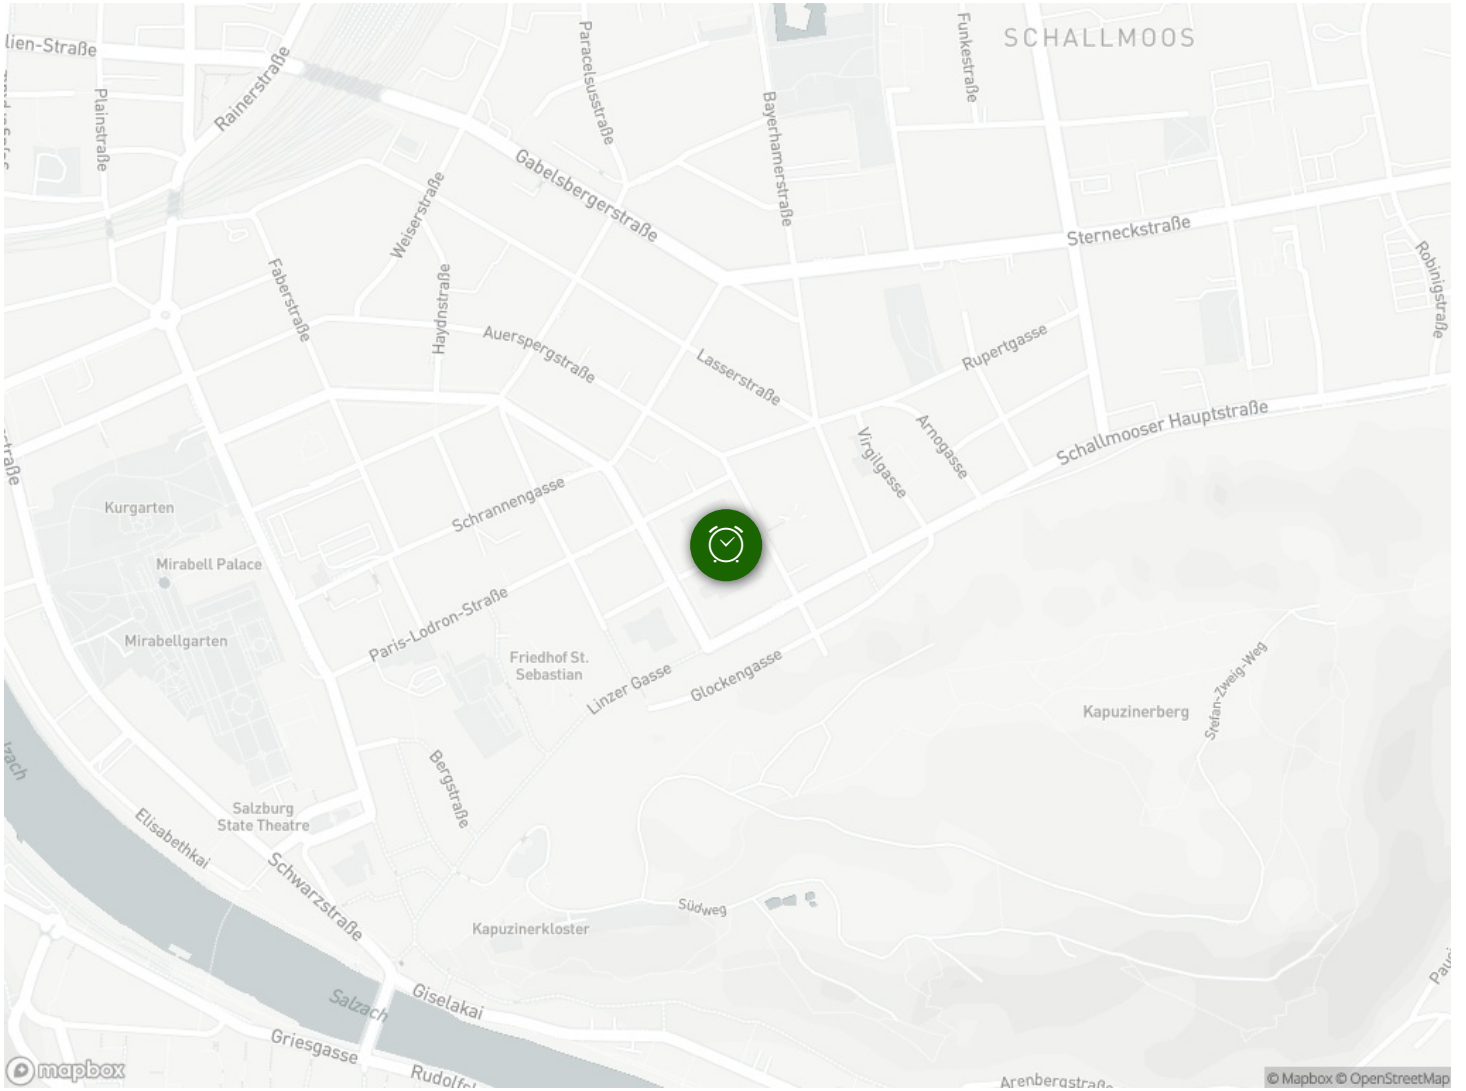 lien-Straße
Plainstraße
Rainerstraße
Paracelsusstraße
Bayerhamerstraße
Funkestraße
SCHALLMOOS
Gabelsbergerstraße
Weiserstraße
Sterneckstraße
Robinigstraße
Faberstraße
Haydnstraße
Auerspergstraße
Lasserstraße
Rupertgasse
Virgilgasse
Arnogasse
Schallmooser Hauptstraße
straße
Kurgarten
Schrannengasse
Mirabell Palace
Mirabellgarten
Paris-Lodron-Straße
Friedhof St.
Sebastian
Linzer Gasse
Glockengasse
Kapuzinerberg
Stefan-Zweig-Weg
Bergstraße
Salzburg
State Theatre
Elisabethkai
Schwarzstraße
Südweg
Kapuzinerkloster
Salzach
Giselakai
Griesgasse
mapbox
Arenbergstraße
© Mapbox © OpenStreetMap